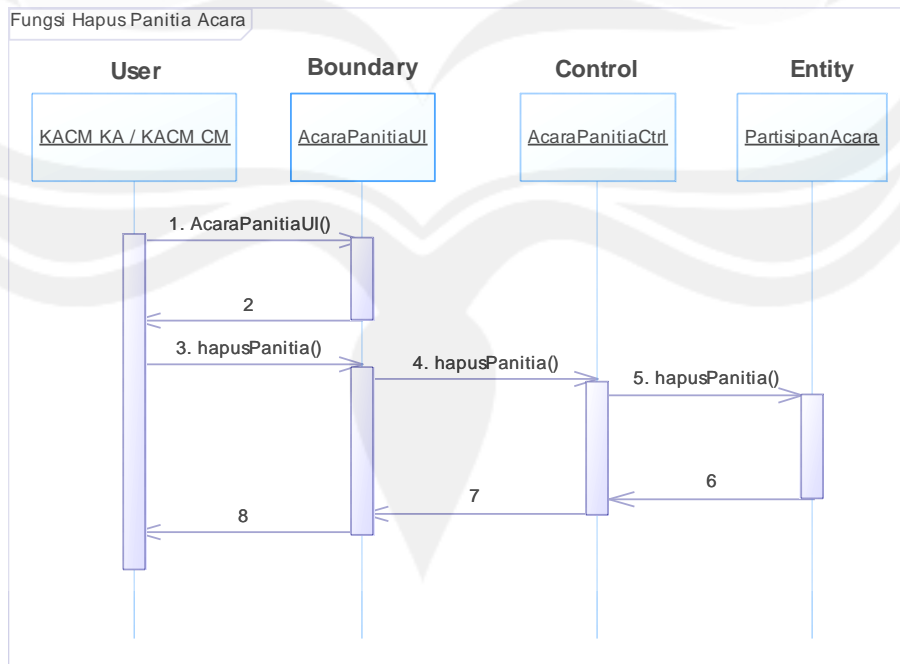 Fungsi Hapus Panitia Acara
User
Boundary
Control
Entity
KACM KA / KACM CM
AcaraPanitiaUI
AcaraPanitiaCtrl
PartisipanAcara
1. AcaraPanitiaUI()
2
3. hapusPanitia()
4. hapusPanitia()
5. hapusPanitia()
6
7
8